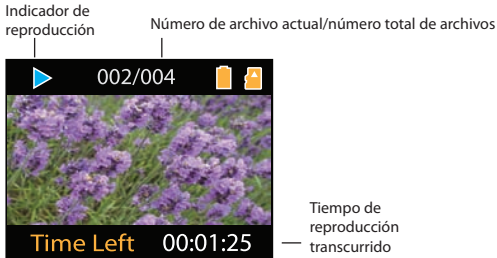 Indicador de
reproducción
Número de archivo actual/número total de archivos
002/004
Time Left 00:01:25
Tiempo de
reproducción
transcurrido